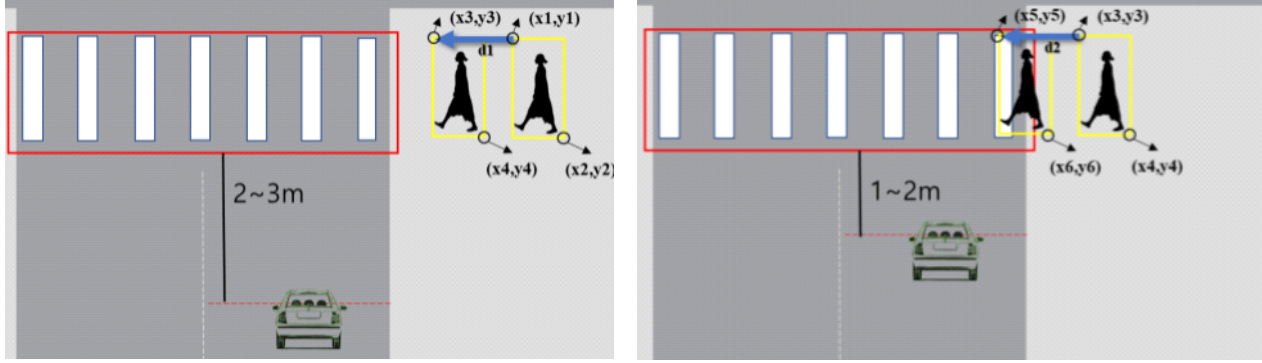 (x3,y3) (x1,y1)
d1
(x4,y4) (x2,y2)
2~3m
(x5,y5) (x3,y3)
d2
(x6,y6) (x4,y4)
1~2m